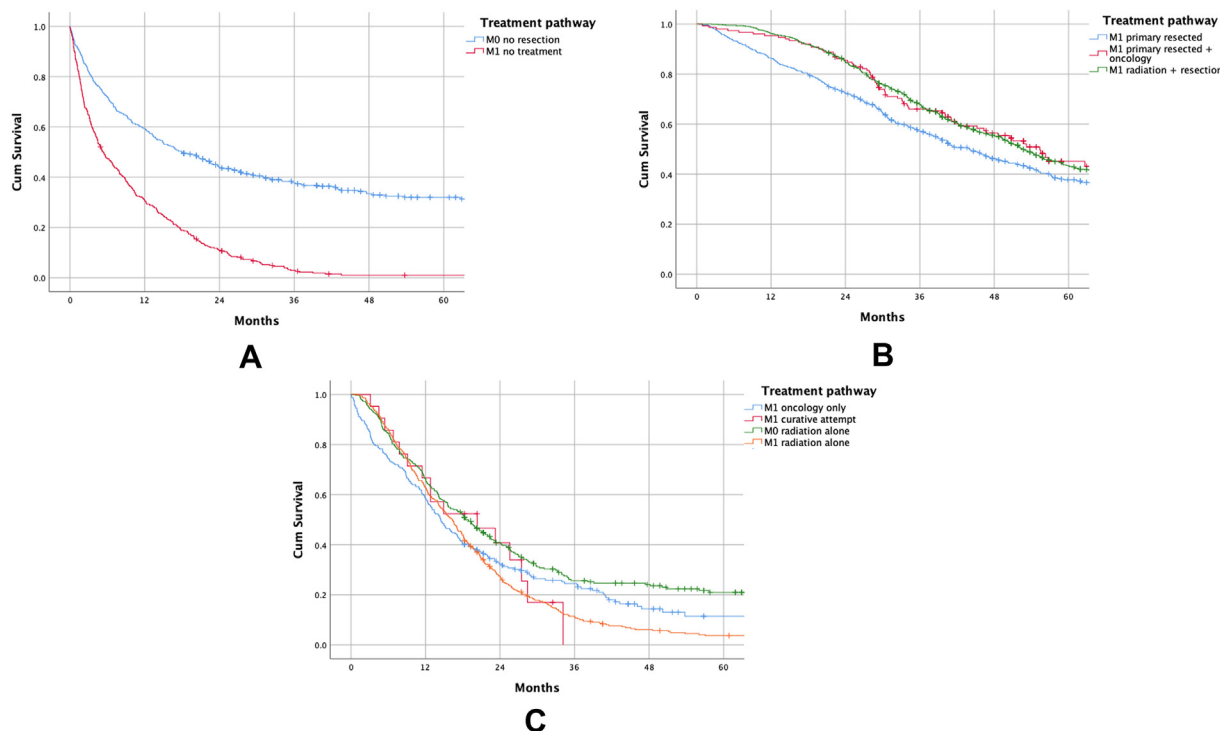 Treatment pathway
M0 no resection
M1 no treatment
1.0
0.8
0.6
0.4
0.2
0.0
Cum Survival
0 12 24 36 48 60
Months
A
Treatment pathway
M1 primary resected
M1 primary resected +
oncology
M1 radiation + resection
1.0
0.8
0.6
0.4
0.2
0.0
Cum Survival
0 12 24 36 48 60
Months
B
Treatment pathway
M1 oncology only
M1 curative attempt
M0 radiation alone
M1 radiation alone
1.0
0.8
0.6
0.4
0.2
0.0
Cum Survival
0 12 24 36 48 60
Months
C